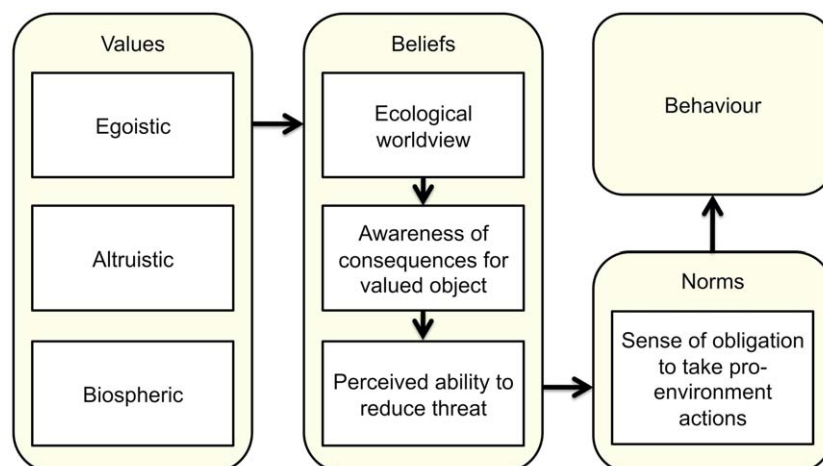 Values
Egoistic
Altruistic
Biospheric
Beliefs
Ecological
worldview
Awareness of
consequences for
valued object
Perceived ability to
reduce threat
Behaviour
Norms
Sense of obligation
to take pro-
environment
actions